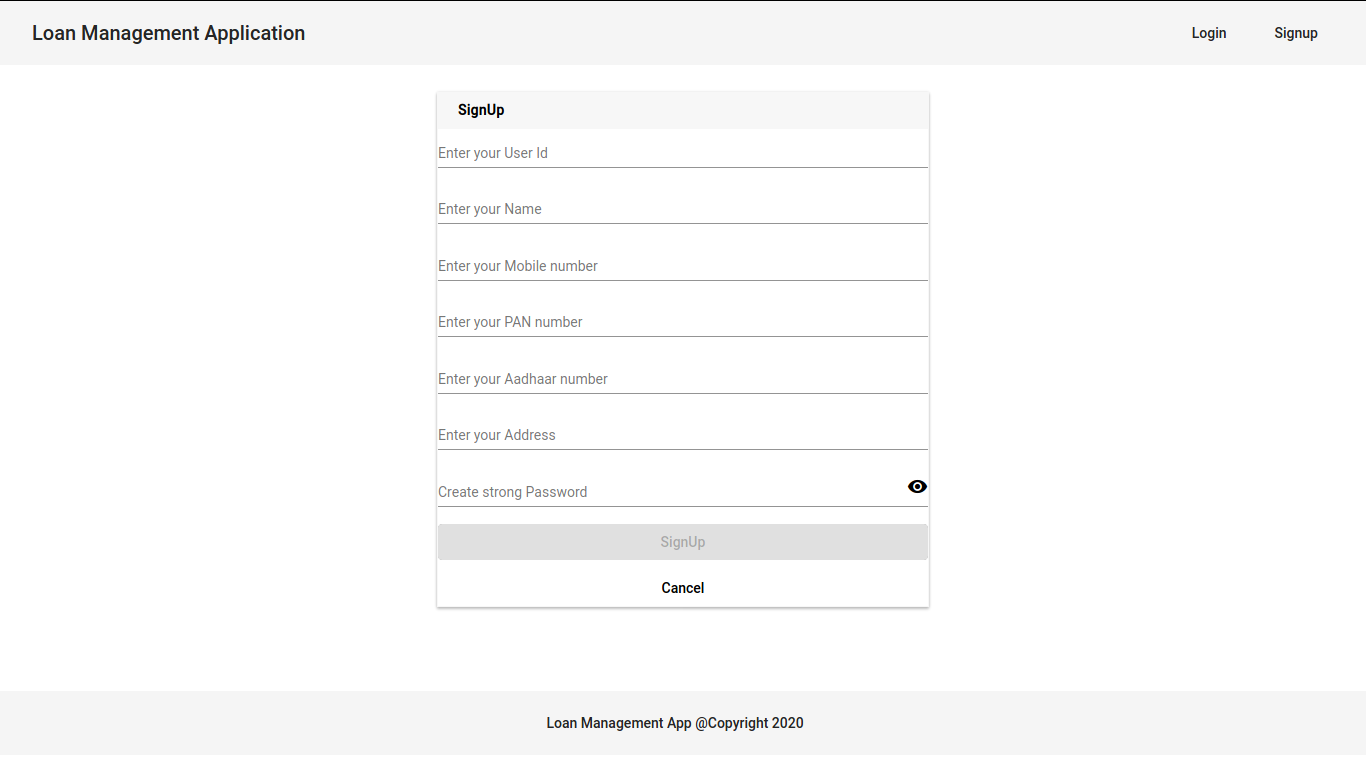 Loan Management Application
Login
Signup
SignUp
Enter your User Id
Enter your Name
Enter your Mobile number
Enter your PAN number
Enter your Aadhaar number
Enter your Address
Create strong Password
SignUp
Cancel
Loan Management App @Copyright 2020